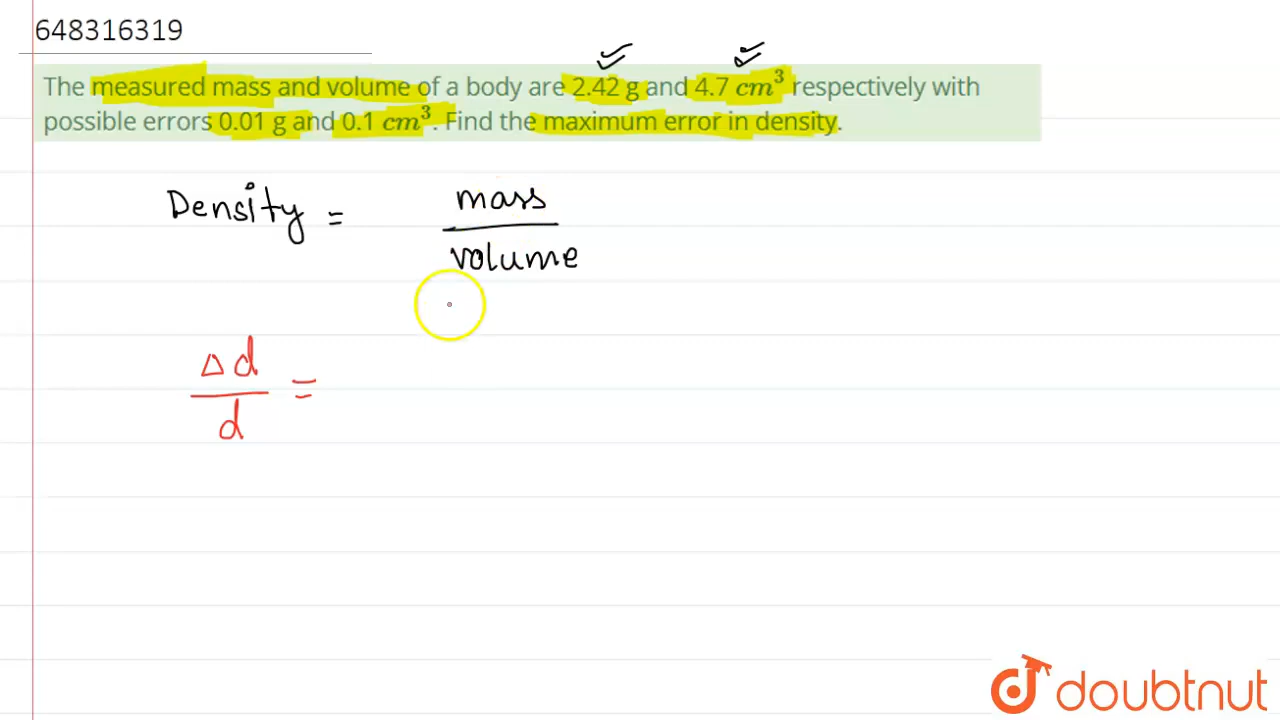 648316319
The measured mass and volume of a body are 2.42 g and 4.7 cm³ respectively with
possible errors 0.01 g and 0.1 cm³. Find the maximum error in density.
Density = mass
volume
Δd
d =
doubtnut